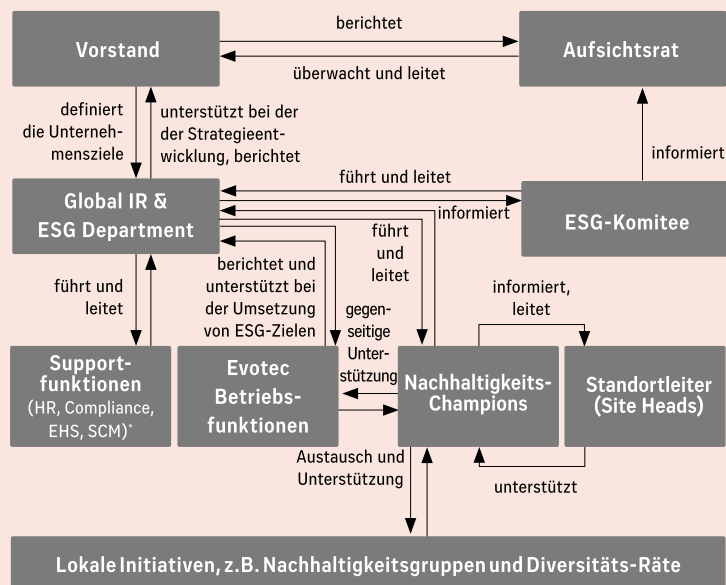 berichtet
Vorstand
Aufsichtsrat
überwacht und leitet
definiert
die Unterneh-
mensziele
unterstützt bei der
der Strategieent-
wicklung, berichtet
informiert
führt und leitet
Global IR &
ESG Department
ESG-Komitee
informiert
führt
und
leitet
berichtet und
unterstützt bei
der Umsetzung
von ESG-Zielen
führt und
leitet
gegen-
seitige
Unter-
stützung
informiert,
leitet
Support-
funktionen
(HR, Compliance,
EHS, SCM)*
Evotec
Betriebs-
funktionen
Nachhaltigkeits-
Champions
Standortleiter
(Site Heads)
Austausch und
Unterstützung
unterstützt
Lokale Initiativen, z.B. Nachhaltigkeitsgruppen und Diversitäts-Räte